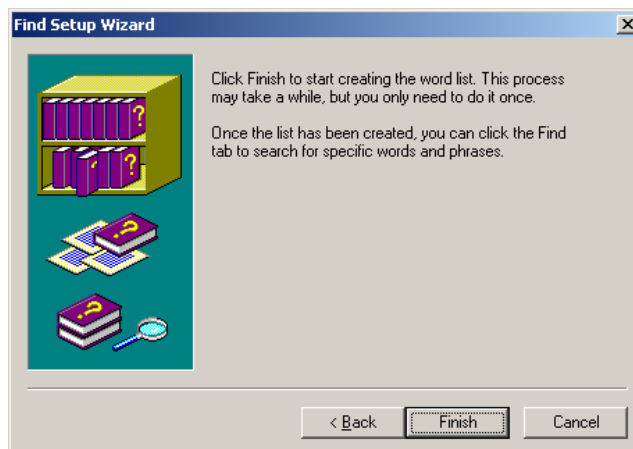 Find Setup Wizard
Click Finish to start creating the word list. This process
may take a while, but you only need to do it once.
Once the list has been created, you can click the Find
tab to search for specific words and phrases.
< Back
Finish
Cancel